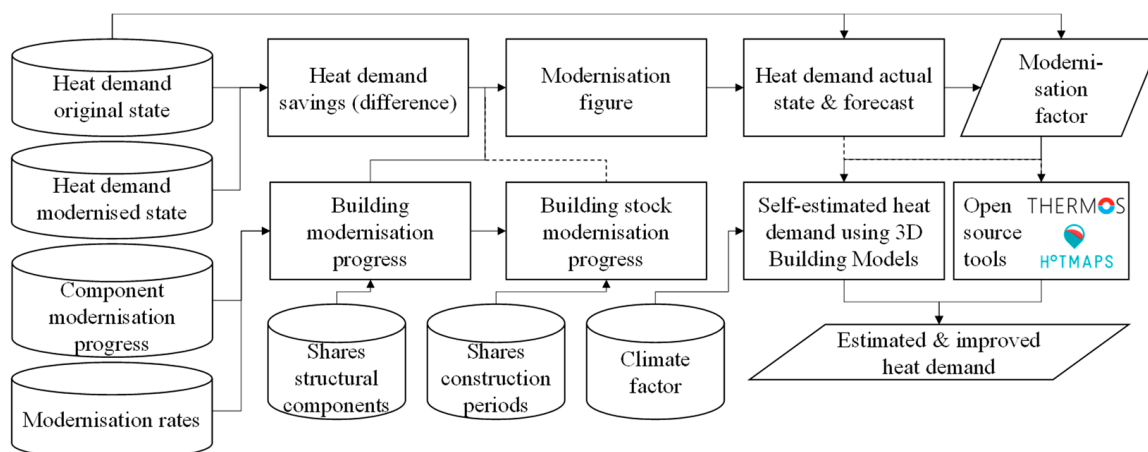 Heat demand
original state
Heat demand
savings (difference)
Modernisation
figure
Heat demand actual
state & forecast
Moderni-
sation
factor
Heat demand
modernised state
Building
modernisation
progress
Building stock
modernisation
progress
Self-estimated heat
demand using 3D
Building Models
Open
source
tools
THERMOS
H°TMAPS
Component
modernisation
progress
Shares
structural
components
Shares
construction
periods
Climate
factor
Estimated & improved
heat demand
Modernisation rates